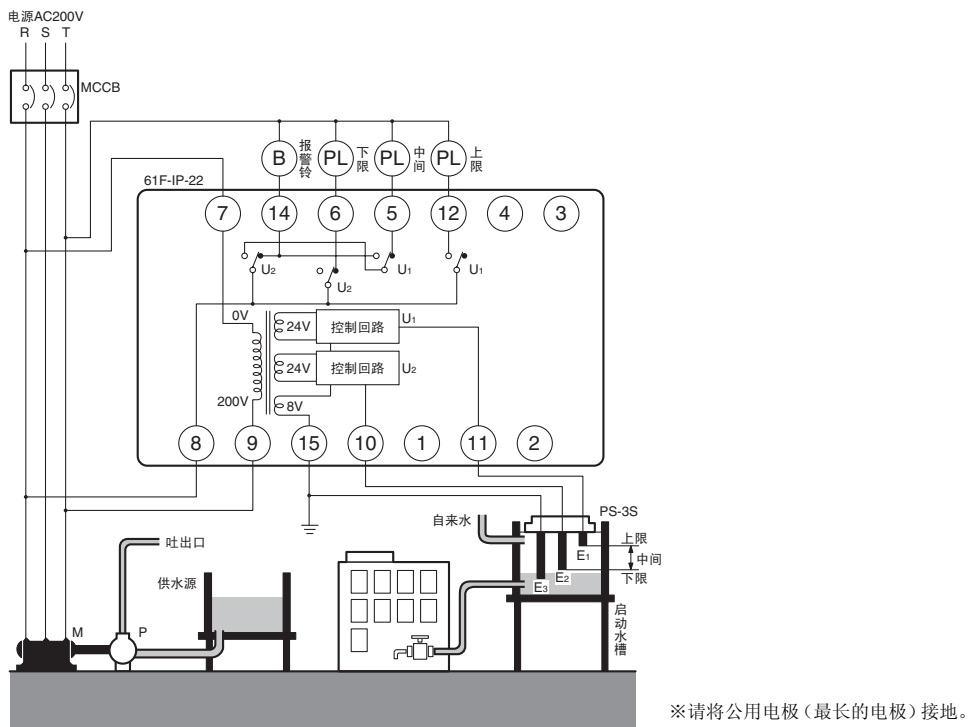 电源AC200V
R S T
MCCB
B 报警铃
PL 下限
PL 中间
PL 上限
61F-IP-22
7 14 6 5 12 4 3
U2 U2 U1 U1
0V
24V 控制回路 U1
24V 控制回路 U2
200V
8V
8 9 15 10 1 11 2
自来水
PS-3S
上限
中间
下限
E1
E2
E3
吐出口
供水源
启动水槽
M P
※请将公用电极(最长的电极)接地。